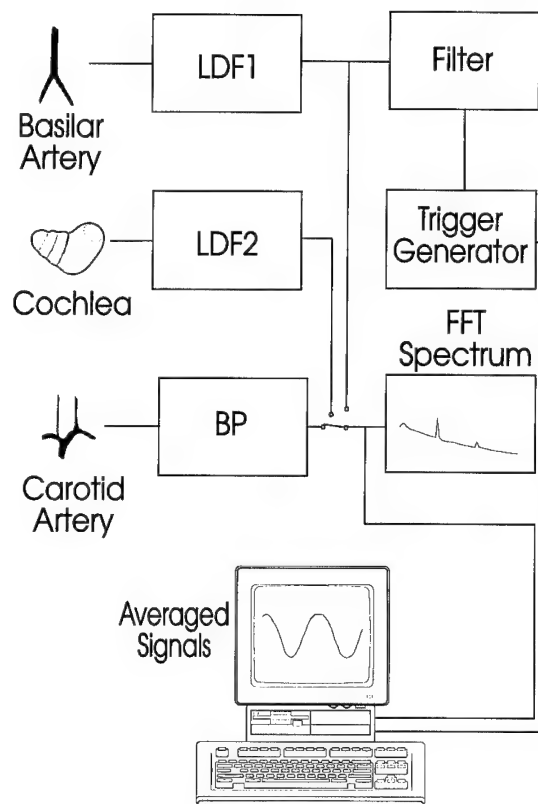 LDF1
Filter
Basilar
Artery
LDF2
Trigger
Generator
Cochlea
FFT
Spectrum
BP
Carotid
Artery
Averaged
Signals